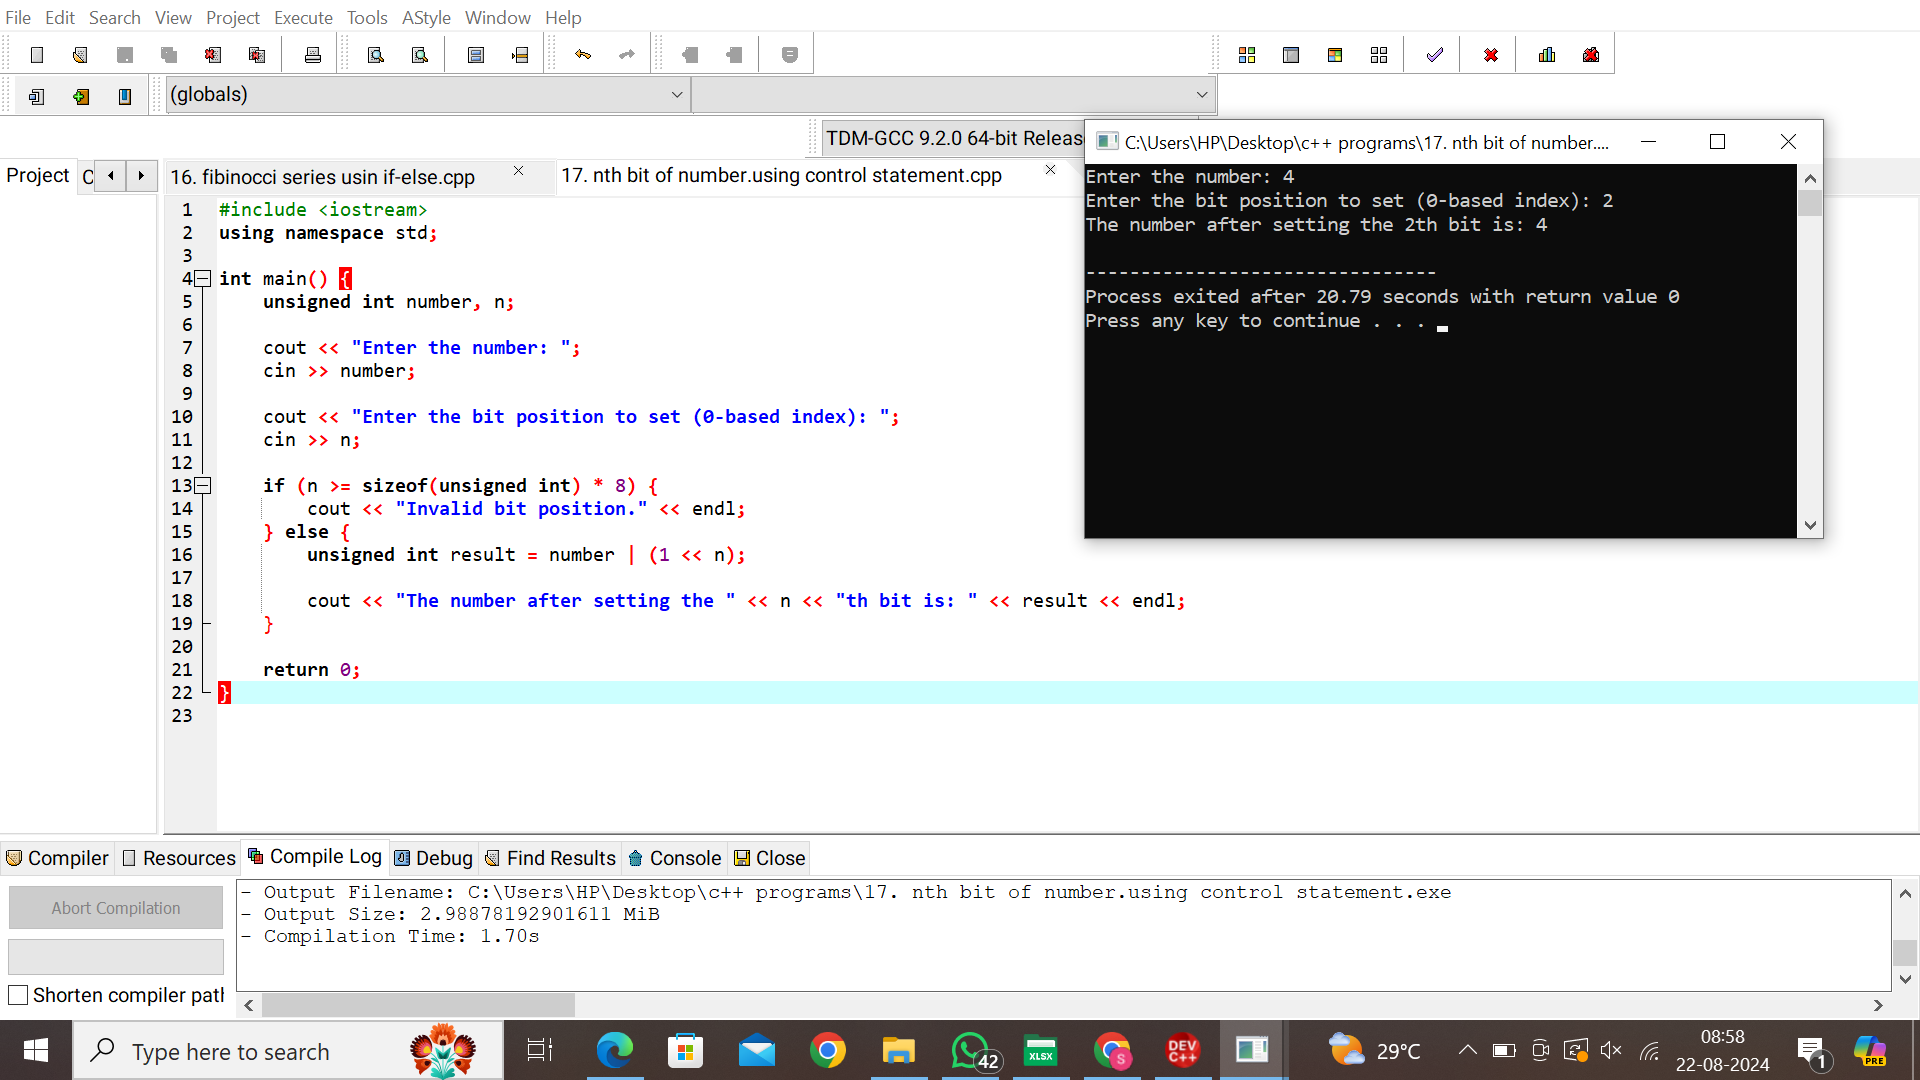 File Edit Search View Project Execute Tools AStyle Window Help
(globals)
TDM-GCC 9.2.0 64-bit Releas
Project
16. fibinocci series usin if-else.cpp
17. nth bit of number.using control statement.cpp
1 #include <iostream>
2 using namespace std;
3
4 int main() {
5 unsigned int number, n;
6
7 cout << "Enter the number: ";
8 cin >> number;
9
10 cout << "Enter the bit position to set (0-based index): ";
11 cin >> n;
12
13 if (n >= sizeof(unsigned int) * 8) {
14 cout << "Invalid bit position." << endl;
15 } else {
16 unsigned int result = number | (1 << n);
17
18 cout << "The number after setting the " << n << "th bit is: " << result << endl;
19 }
20
21 return 0;
22 }
23
C:\Users\HP\Desktop\c++ programs\17. nth bit of number....
Enter the number: 4
Enter the bit position to set (0-based index): 2
The number after setting the 2th bit is: 4
--------------------------------
Process exited after 20.79 seconds with return value 0
Press any key to continue . . .
Compiler Resources Compile Log Debug Find Results Console Close
Abort Compilation
Shorten compiler path
- Output Filename: C:\Users\HP\Desktop\c++ programs\17. nth bit of number.using control statement.exe
- Output Size: 2.98878192901611 MiB
- Compilation Time: 1.70s
Type here to search
42
XLSX
S
DEV C++
29°C
08:58
22-08-2024
1
PRE